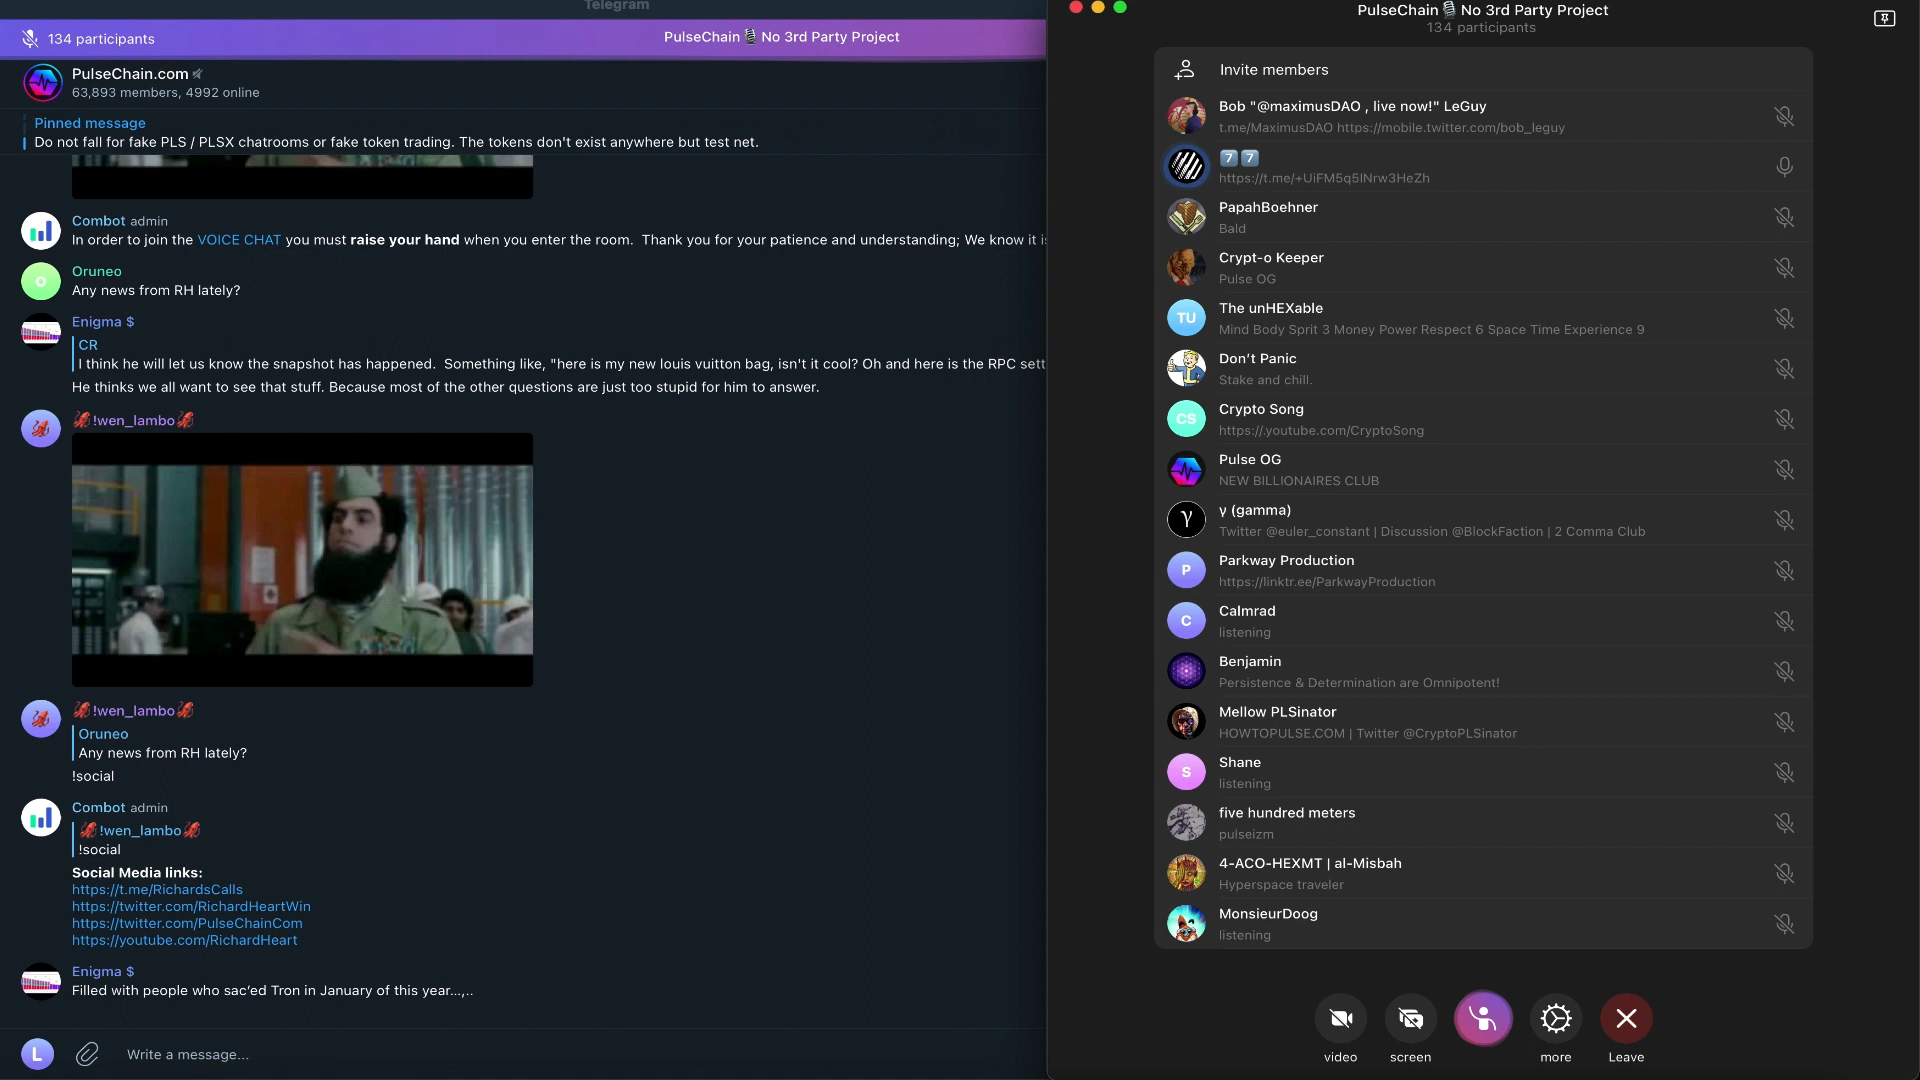 Telegram
134 participants
PulseChain🎙 No 3rd Party Project
PulseChain.com
63,893 members, 4992 online
Pinned message
Do not fall for fake PLS / PLSX chatrooms or fake token trading. The tokens don't exist anywhere but test net.
Combot admin
In order to join the VOICE CHAT you must raise your hand when you enter the room. Thank you for your patience and understanding; We know it i
O
Oruneo
Any news from RH lately?
Enigma $
CR
I think he will let us know the snapshot has happened. Something like, "here is my new louis vuitton bag, isn't it cool? Oh and here is the RPC sett
He thinks we all want to see that stuff. Because most of the other questions are just too stupid for him to answer.
🦑!wen_lambo🦑
🦑!wen_lambo🦑
Oruneo
Any news from RH lately?
!social
Combot admin
🦑!wen_lambo🦑
!social
Social Media links:
https://t.me/RichardsCalls
https://twitter.com/RichardHeartWin
https://twitter.com/PulseChainCom
https://youtube.com/RichardHeart
Enigma $
Filled with people who sac'ed Tron in January of this year...,..
L
Write a message...
PulseChain🎙 No 3rd Party Project
134 participants
Invite members
Bob "@maximusDAO , live now!" LeGuy
t.me/MaximusDAO https://mobile.twitter.com/bob_leguy
7️⃣ 7️⃣
https://t.me/+UiFM5q5lNrw3HeZh
PapahBoehner
Bald
Crypt-o Keeper
Pulse OG
TU
The unHEXable
Mind Body Sprit 3 Money Power Respect 6 Space Time Experience 9
Don't Panic
Stake and chill.
CS
Crypto Song
https://.youtube.com/CryptoSong
Pulse OG
NEW BILLIONAIRES CLUB
γ
γ (gamma)
Twitter @euler_constant | Discussion @BlockFaction | 2 Comma Club
P
Parkway Production
https://linktr.ee/ParkwayProduction
C
Calmrad
listening
Benjamin
Persistence & Determination are Omnipotent!
Mellow PLSinator
HOWTOPULSE.COM | Twitter @CryptoPLSinator
S
Shane
listening
five hundred meters
pulseizm
4-ACO-HEXMT | al-Misbah
Hyperspace traveler
MonsieurDoog
listening
video
screen
more
Leave